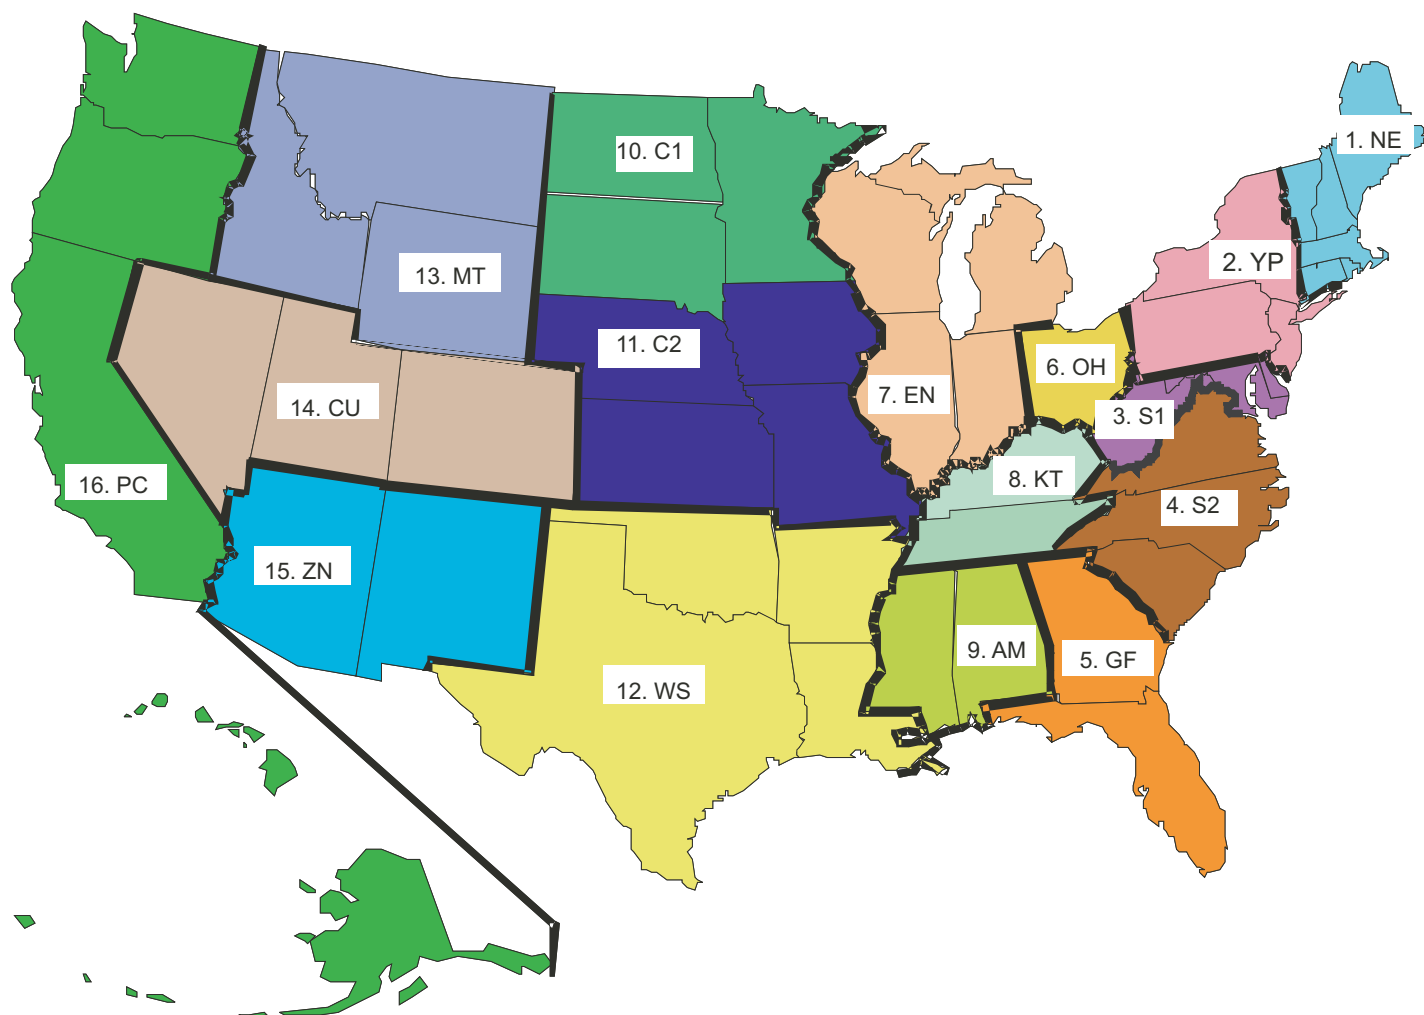 1. NE
2. YP
3. S1
4. S2
5. GF
6. OH
7. EN
8. KT
9. AM
10. C1
11. C2
12. WS
13. MT
14. CU
15. ZN
16. PC